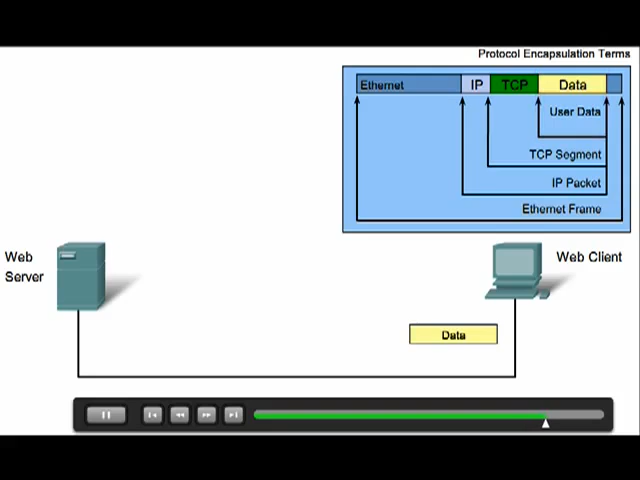 Protocol Encapsulation Terms
Ethernet IP TCP Data
User Data
TCP Segment
IP Packet
Ethernet Frame
Web Server
Web Client
Data